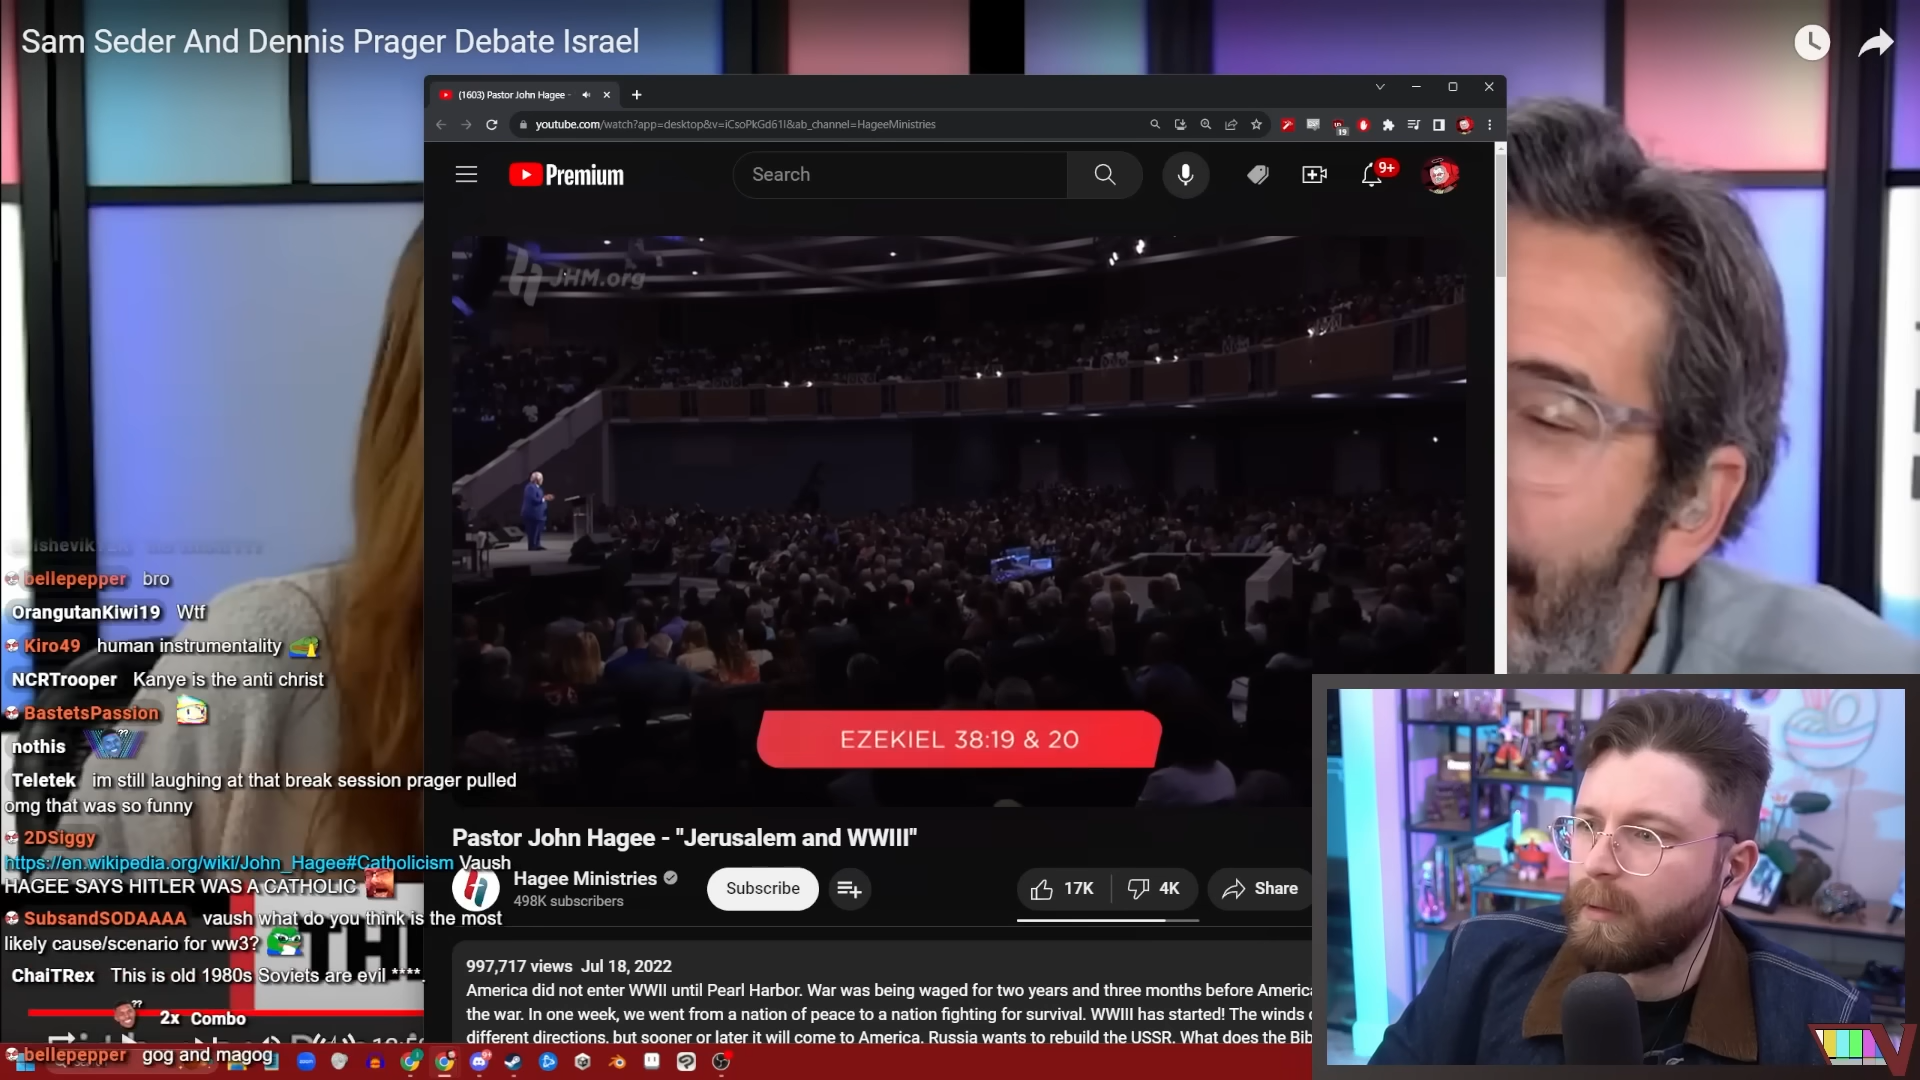 Sam Seder And Dennis Prager Debate Israel
(1603) Pastor John Hagee -
youtube.com/watch?app=desktop&v=iCsoPkGd61I&ab_channel=HageeMinistries
19
Premium
Search
9+
JHM.org
EZEKIEL 38:19 & 20
Pastor John Hagee - "Jerusalem and WWIII"
Hagee Ministries
498K subscribers
Subscribe
17K
4K
Share
997,717 views Jul 18, 2022
America did not enter WWII until Pearl Harbor. War was being waged for two years and three months before America
the war. In one week, we went from a nation of peace to a nation fighting for survival. WWIII has started! The winds
different directions, but sooner or later it will come to America. Russia wants to rebuild the USSR. What does the Bib
bellepepper bro
OrangutanKiwi19 Wtf
Kiro49 human instrumentality
NCRTrooper Kanye is the anti christ
BastetsPassion
nothis
Teletek im still laughing at that break session prager pulled
omg that was so funny
2DSiggy
https://en.wikipedia.org/wiki/John_Hagee#Catholicism Vaush
HAGEE SAYS HITLER WAS A CATHOLIC
SubsandSODAAAA vaush what do you think is the most
likely cause/scenario for ww3?
ChaiTRex This is old 1980s Soviets are evil ****.
2x Combo
bellepepper gog and magog